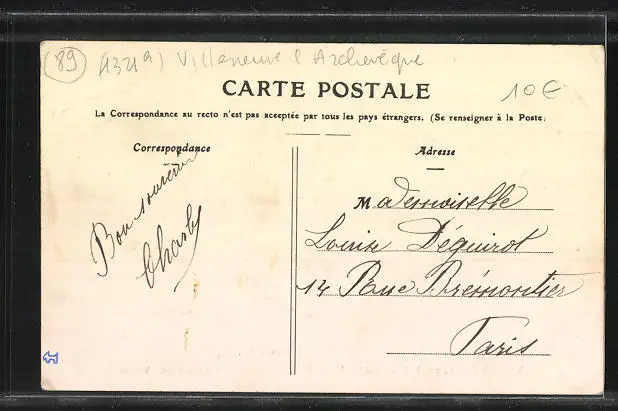 89 (1321a) Villeneuve l'Archevêque
CARTE POSTALE
10€
La Correspondance au recto n'est pas acceptée par tous les pays étrangers. (Se renseigner à la Poste)
Correspondance
Adresse
Bon souvenir
Charly
Mademoiselle
Louise Déguirot
14 Rue Brémontier
Paris